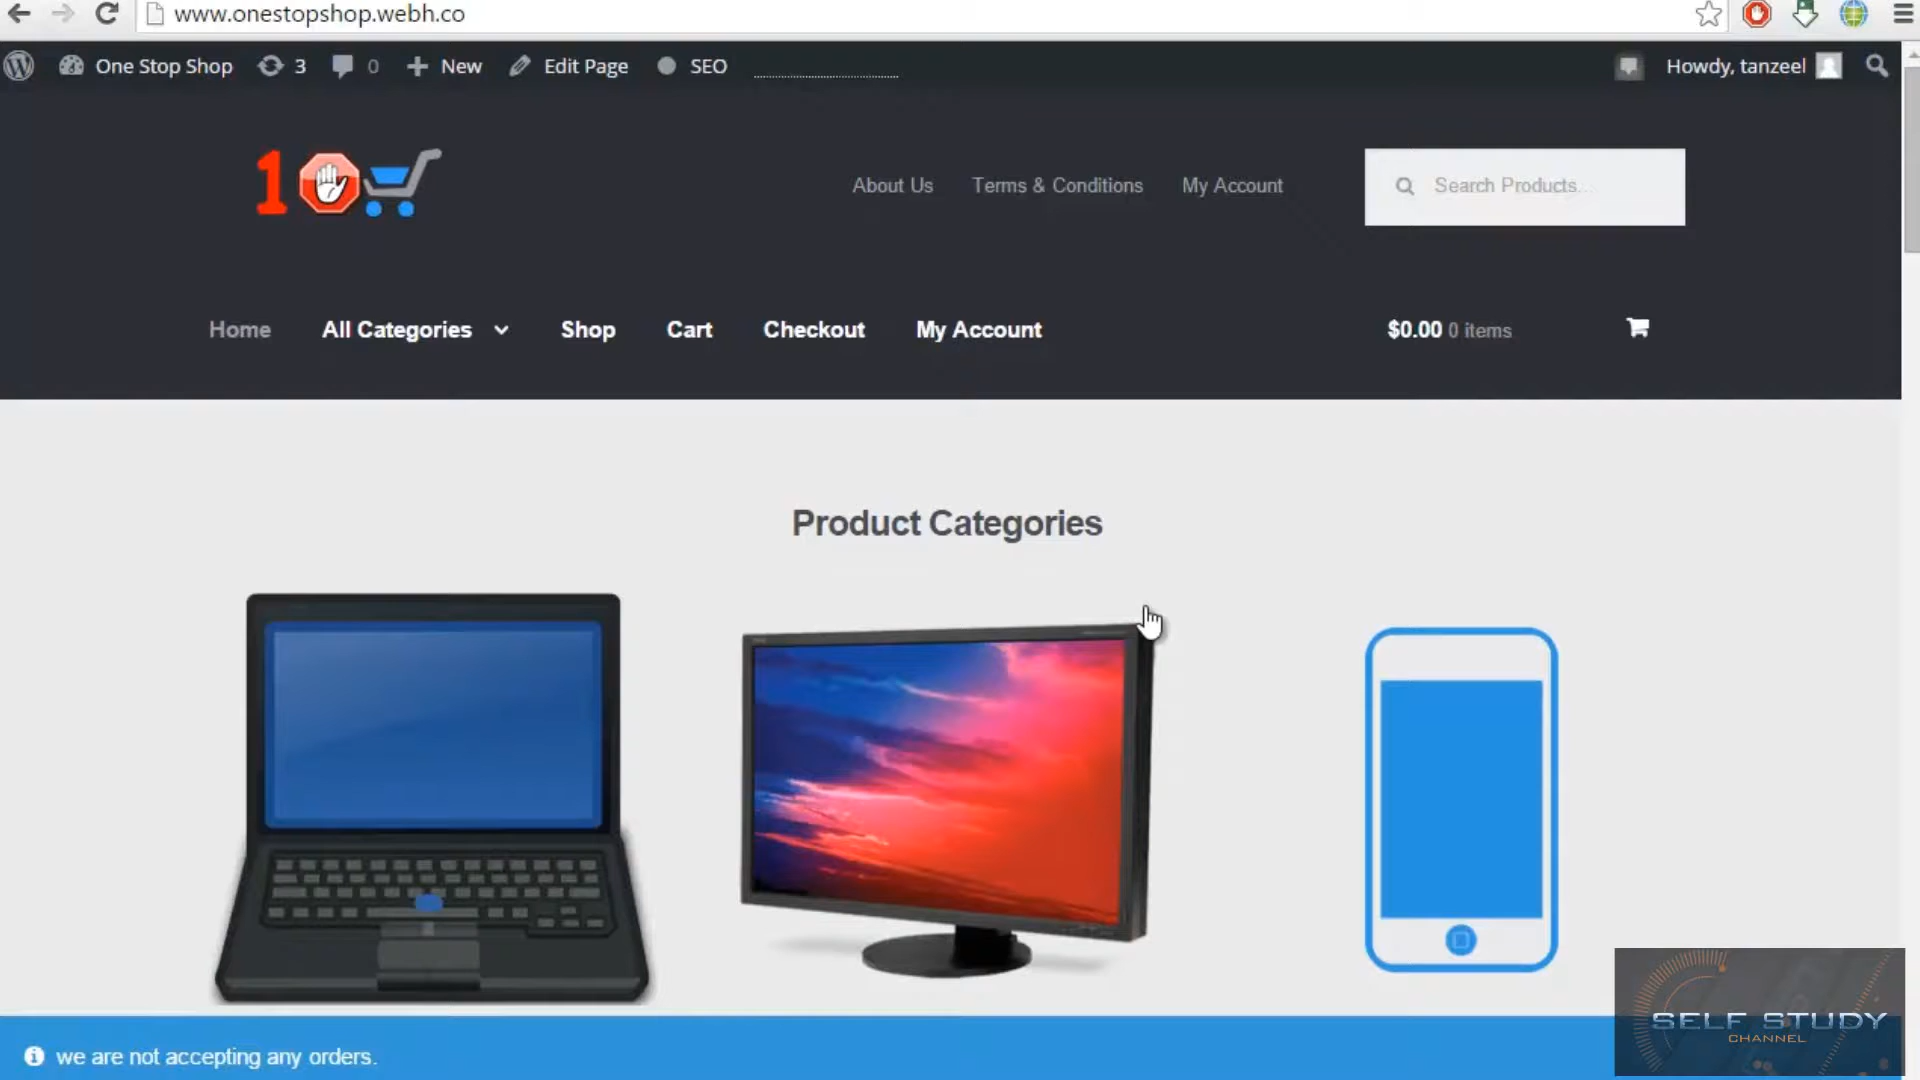 www.onestopshop.webh.co
One Stop Shop 3 0 New Edit Page SEO Howdy, tanzeel
1
About Us Terms & Conditions My Account Search Products...
Home All Categories Shop Cart Checkout My Account $0.00 0 items
Product Categories
we are not accepting any orders.
SELF STUDY
CHANNEL